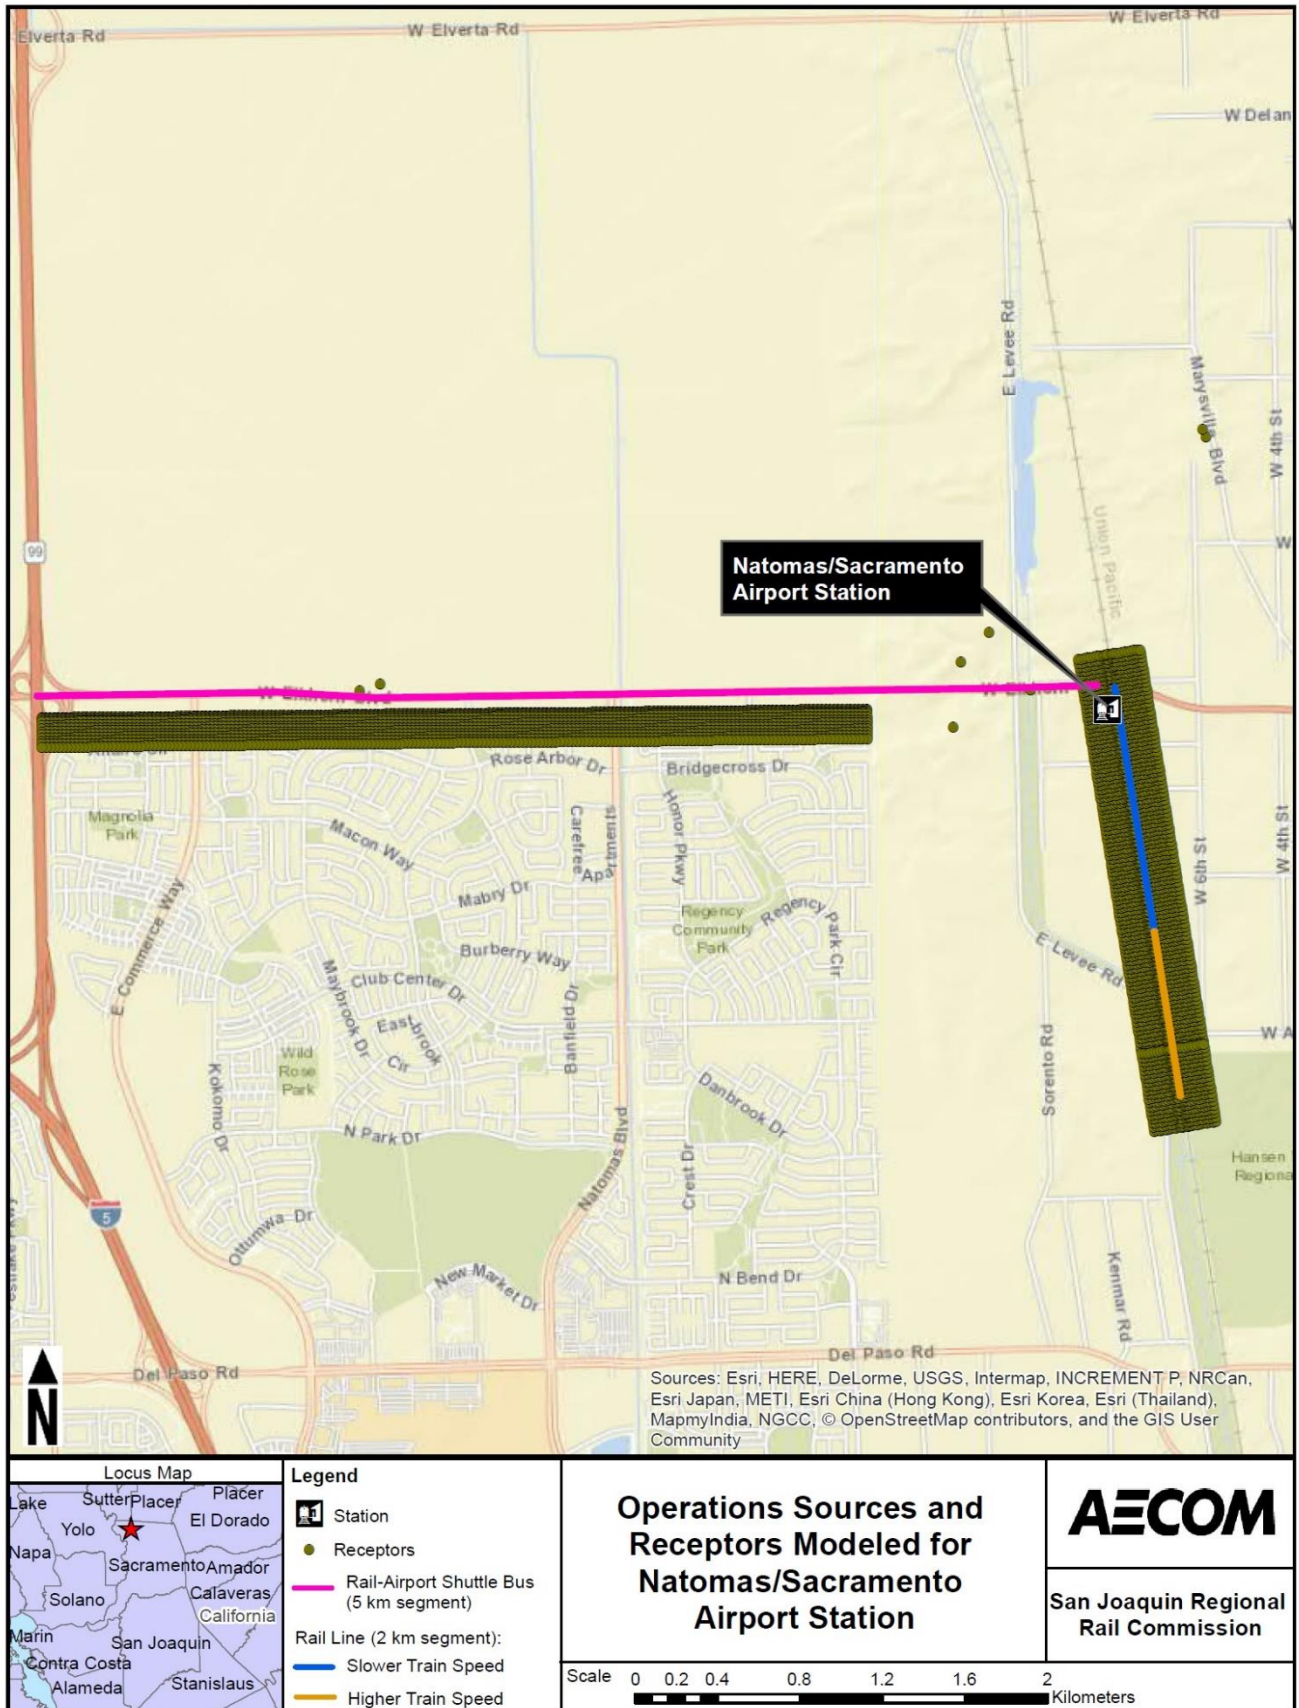 Elverta Rd
W Elverta Rd
W Elverta Rd
W Delan
E Levee Rd
Marysville Blvd
W 4th St
99
W
Union Pacific
Natomas/Sacramento
Airport Station
W Elkhorn Blvd
W Elkhorn
Rose Arbor Dr
Bridgecross Dr
Magnolia
Park
Macon Way
Carefree
Apartments
Honor Pkwy
W 6th St
W 4th St
E Commerce Way
Mabry Dr
Regency
Community
Park
Regency Park Cir
Burberry Way
E Levee Rd
Maybrook Dr
Club Center Dr
Eastbrook
Cir
Banfield Dr
W A
Wild
Rose
Park
Kokomo Dr
Sorento Rd
Danbrook Dr
N Park Dr
Natomas Blvd
Crest Dr
Hansen
Regiona
5
Ottumwa Dr
New Market Dr
N Bend Dr
Kenmar Rd
Del Paso Rd
Del Paso Rd
Sources: Esri, HERE, DeLorme, USGS, Intermap, INCREMENT P, NRCan,
Esri Japan, METI, Esri China (Hong Kong), Esri Korea, Esri (Thailand),
MapmyIndia, NGCC, © OpenStreetMap contributors, and the GIS User
Community
N
Locus Map
Lake
Sutter
Placer
Placer
Yolo
El Dorado
Napa
Sacramento
Amador
Solano
Calaveras
California
Marin
San Joaquin
Contra Costa
Alameda
Stanislaus
Legend
Station
Receptors
Rail-Airport Shuttle Bus
(5 km segment)
Rail Line (2 km segment):
Slower Train Speed
Higher Train Speed
Operations Sources and
Receptors Modeled for
Natomas/Sacramento
Airport Station
AECOM
San Joaquin Regional
Rail Commission
Scale 0 0.2 0.4 0.8 1.2 1.6 2
Kilometers